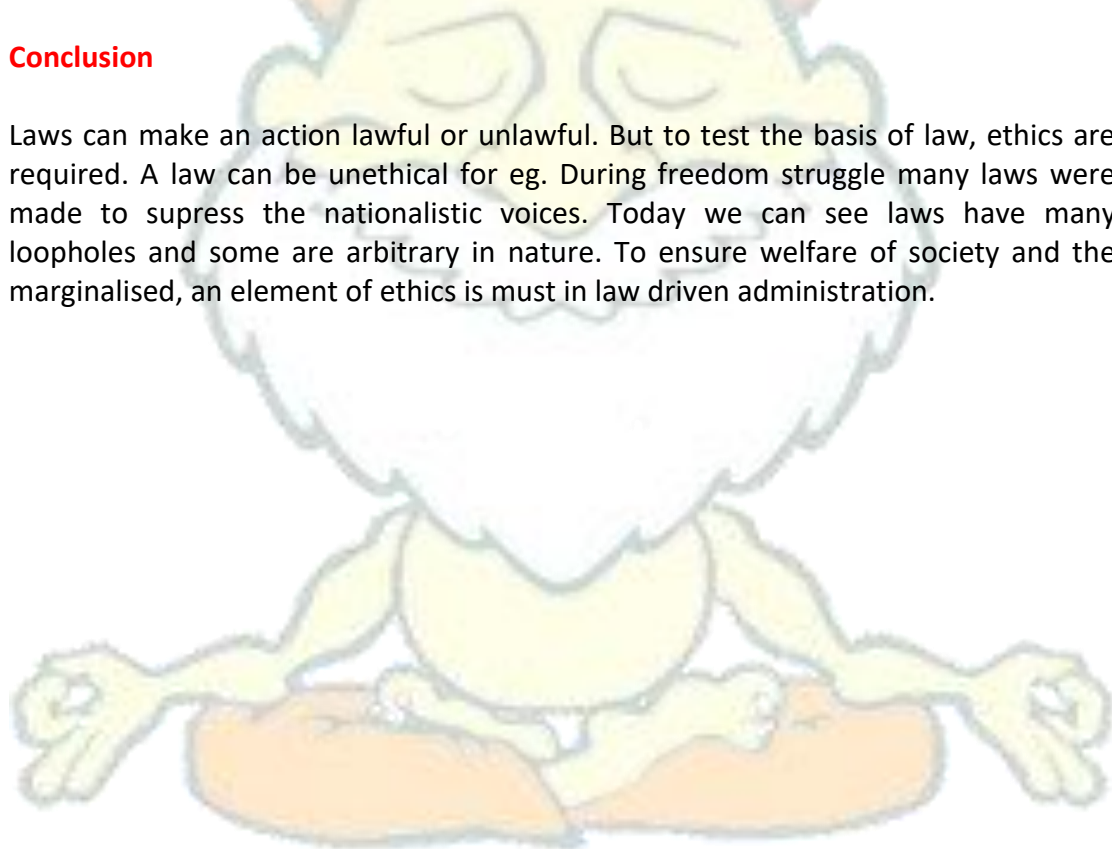 Conclusion
Laws can make an action lawful or unlawful. But to test the basis of law, ethics are
required. A law can be unethical for eg. During freedom struggle many laws were
made to supress the nationalistic voices. Today we can see laws have many
loopholes and some are arbitrary in nature. To ensure welfare of society and the
marginalised, an element of ethics is must in law driven administration.